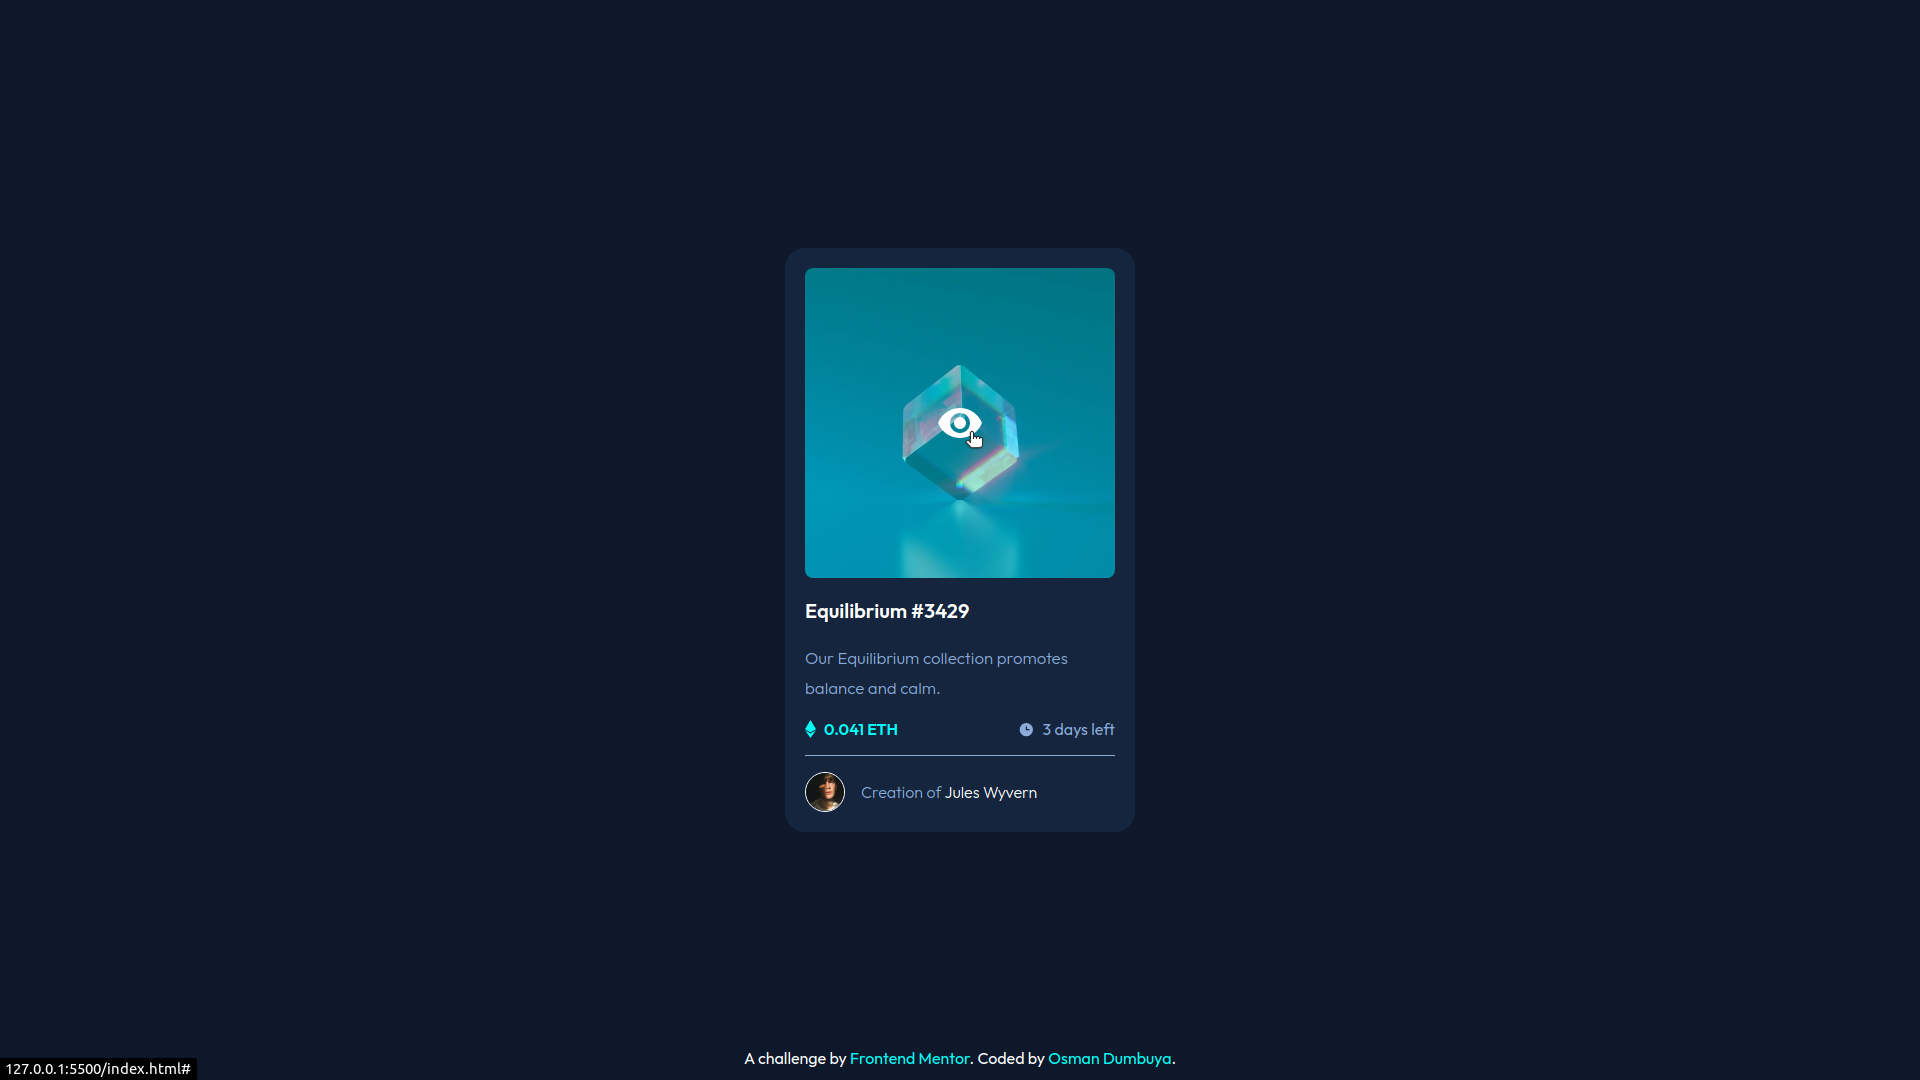 Equilibrium #3429
Our Equilibrium collection promotes
balance and calm.
0.041 ETH
3 days left
Creation of Jules Wyvern
A challenge by Frontend Mentor. Coded by Osman Dumbuya.
127.0.0.1:5500/index.html#